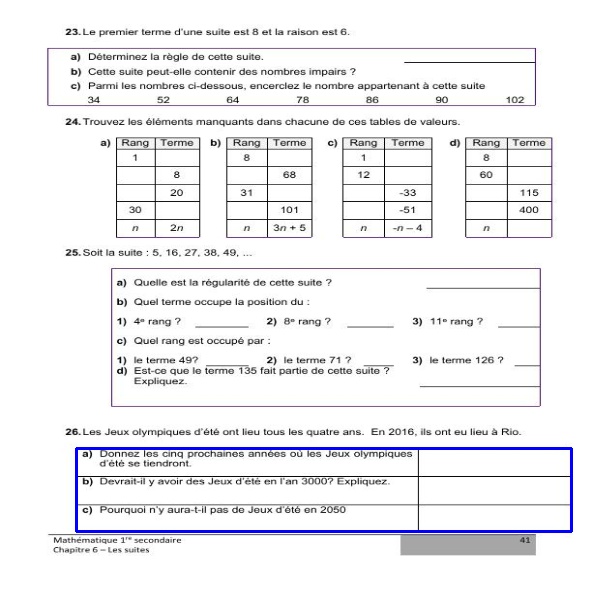 23. Le premier terme d'une suite est 8 et la raison est 6.
a) Déterminez la règle de cette suite.
b) Cette suite peut-elle contenir des nombres impairs ?
c) Parmi les nombres ci-dessous, encerclez le nombre appartenant à cette suite
34 52 64 78 86 90 102
24. Trouvez les éléments manquants dans chacune de ces tables de valeurs.
a) Rang Terme b) Rang Terme c) Rang Terme d) Rang Terme
1 8 1 8
8 68 12 60
20 31 -33 115
30 101 -51 400
n 2n n 3n + 5 n -n – 4 n
25. Soit la suite : 5, 16, 27, 38, 49, ...
a) Quelle est la régularité de cette suite ?
b) Quel terme occupe la position du :
1) 4e rang ? 2) 8e rang ? 3) 11e rang ?
c) Quel rang est occupé par :
1) le terme 49? 2) le terme 71 ? 3) le terme 126 ?
d) Est-ce que le terme 135 fait partie de cette suite ?
Expliquez.
26. Les Jeux olympiques d'été ont lieu tous les quatre ans. En 2016, ils ont eu lieu à Rio.
a) Donnez les cinq prochaines années où les Jeux olympiques
d'été se tiendront.
b) Devrait-il y avoir des Jeux d'été en l'an 3000? Expliquez.
c) Pourquoi n'y aura-t-il pas de Jeux d'été en 2050
Mathématique 1re secondaire 41
Chapitre 6 – Les suites